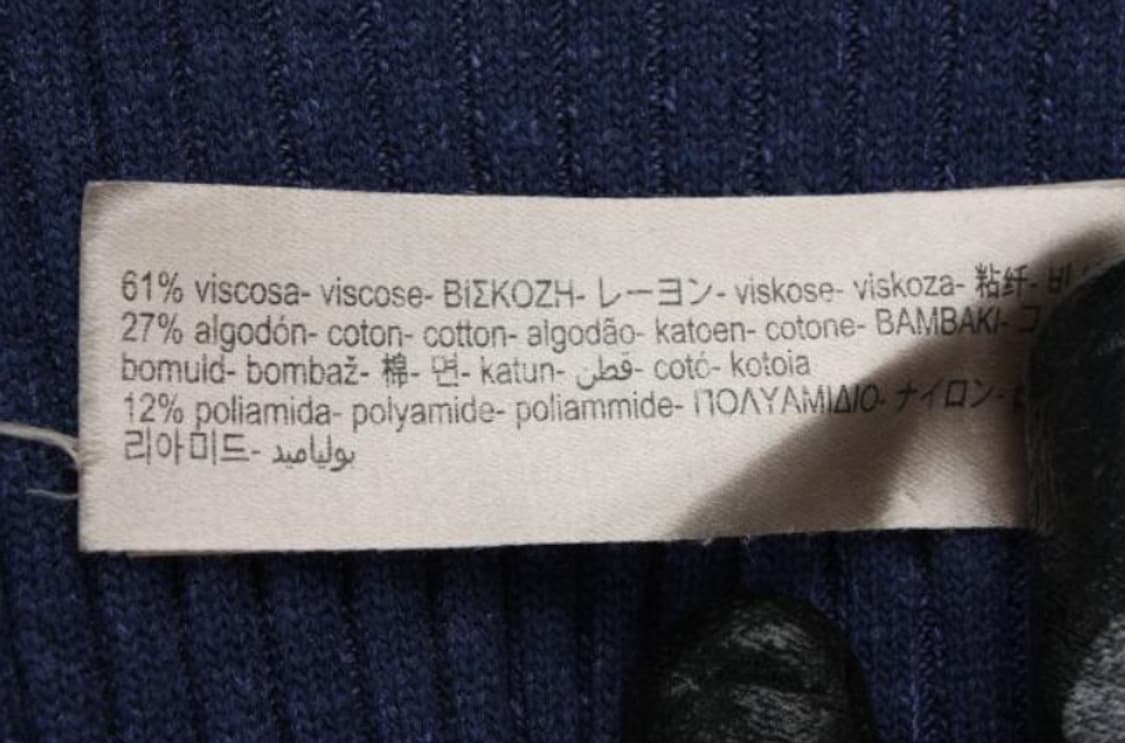 61% viscosa- viscose- ΒΙΣΚΟΖΗ- レーヨン- viskose- viskoza- 粘纤-
27% algodón- coton- cotton- algodão- katoen- cotone- BAMBAKI-
bomuld- bombaž- 棉- 면- katun- قطن- cotó- kotoia
12% poliamida- polyamide- poliammide- ΠΟΛΥΑΜΙΔΙΟ- ナイロン-
리아미드- بولياميد